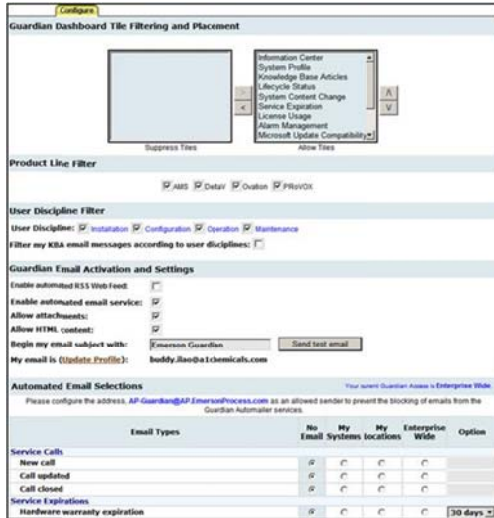 Configure
Guardian Dashboard Tile Filtering and Placement
Information Center
System Profile
Knowledge Base Articles
Lifecycle Status
System Content Change
Service Expiration
License Usage
Alarm Management
Microsoft Update Compatibility
> < Λ V
Suppress Tiles Allow Tiles
Product Line Filter
AMS DeltaV Ovation PRoVOX
User Discipline Filter
User Discipline: Installation Configuration Operation Maintenance
Filter my KBA email messages according to user disciplines:
Guardian Email Activation and Settings
Enable automated RSS Web Feed:
Enable automated email service:
Allow attachments:
Allow HTML content:
Begin my email subject with: Emerson Guardian Send test email
My email is (Update Profile): buddy.ilao@a1chemicals.com
Automated Email Selections Your current Guardian Access is Enterprise Wide.
Please configure the address, AP-Guardian@AP.EmersonProcess.com as an allowed sender to prevent the blocking of emails from the
Guardian Automailer services.
Email Types No Email My Systems My locations Enterprise Wide Option
Service Calls
New call
Call updated
Call closed
Service Expirations
Hardware warranty expiration 30 days